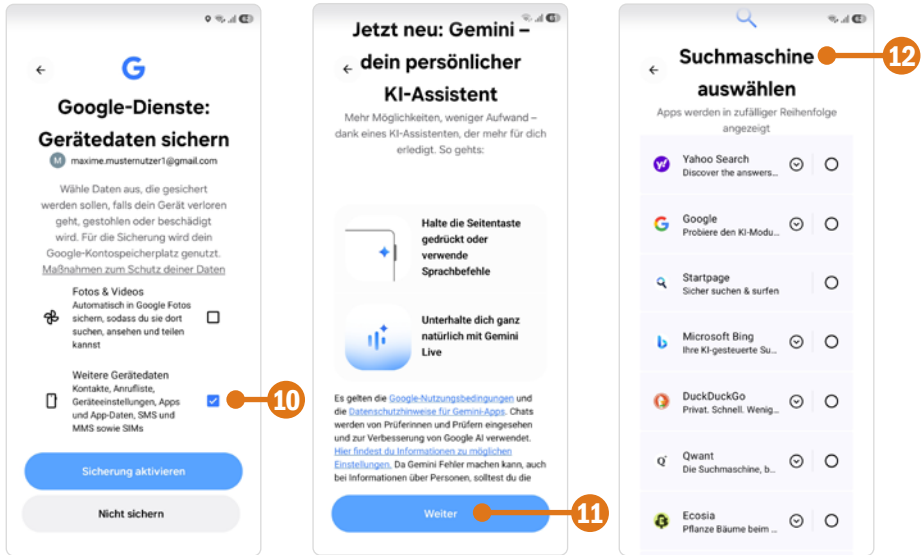 Google-Dienste:
Gerätedaten sichern
M maxime.musternutzer1@gmail.com
Wähle Daten aus, die gesichert
werden sollen, falls dein Gerät verloren
geht, gestohlen oder beschädigt
wird. Für die Sicherung wird dein
Google-Kontospeicherplatz genutzt.
Maßnahmen zum Schutz deiner Daten
Fotos & Videos
Automatisch in Google Fotos
sichern, sodass du sie dort
suchen, ansehen und teilen
kannst
Weitere Gerätedaten
Kontakte, Anrufliste,
Geräteeinstellungen, Apps
und App-Daten, SMS und
MMS sowie SIMs
10
Sicherung aktivieren
Nicht sichern
Jetzt neu: Gemini –
dein persönlicher
KI-Assistent
Mehr Möglichkeiten, weniger Aufwand –
dank eines KI-Assistenten, der mehr für dich
erledigt. So gehts:
Halte die Seitentaste
gedrückt oder
verwende
Sprachbefehle
Unterhalte dich ganz
natürlich mit Gemini
Live
Es gelten die Google-Nutzungsbedingungen und
die Datenschutzhinweise für Gemini-Apps. Chats
werden von Prüferinnen und Prüfern eingesehen
und zur Verbesserung von Google AI verwendet.
Hier findest du Informationen zu möglichen
Einstellungen. Da Gemini Fehler machen kann, auch
bei Informationen über Personen, solltest du die
Weiter
11
Suchmaschine
auswählen
12
Apps werden in zufälliger Reihenfolge
angezeigt
Yahoo Search
Discover the answers...
Google
Probiere den KI-Modu...
Startpage
Sicher suchen & surfen
Microsoft Bing
Ihre KI-gesteuerte Su...
DuckDuckGo
Privat. Schnell. Wenig...
Qwant
Die Suchmaschine, b...
Ecosia
Pflanze Bäume beim ...